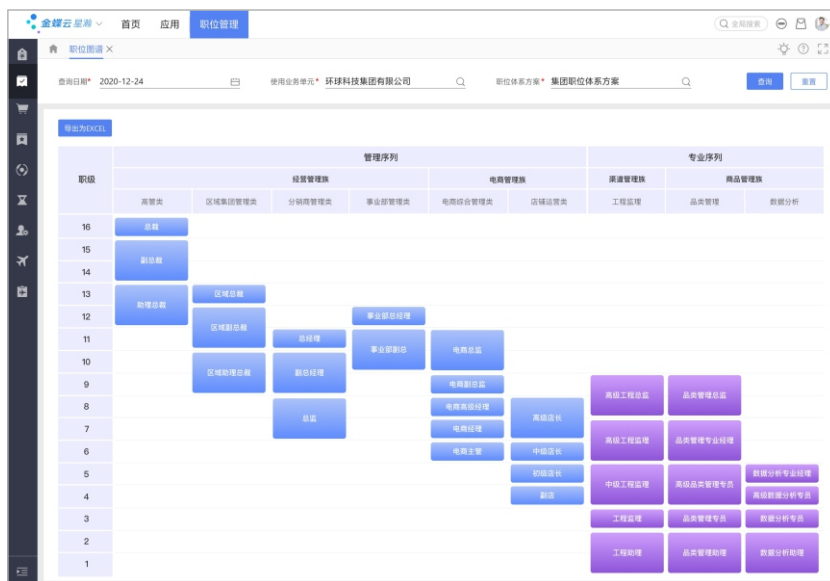 金蝶云星瀚 首页 应用 职位管理 全局搜索
职位图谱
查询日期* 2020-12-24 使用业务单元* 环球科技集团有限公司 职位体系方案* 集团职位体系方案 查询 重置
导出为EXCEL
职级 管理序列 专业序列
经营管理族 电商管理族 渠道管理族 商品管理族
高管类 区域集团管理类 分销商管理类 事业部管理类 电商综合管理类 店铺运营类 工程监理 品类管理 数据分析
16 总裁
15 副总裁
14
13 助理总裁 区域总裁
12 区域副总裁 事业部总经理
11 总经理 事业部副总 电商总监
10 区域助理总裁 副总经理
9 电商副总监 高级工程总监 品类管理总监
8 总监 电商高级经理 高级店长
7 电商经理 高级工程监理 品类管理专业经理
6 电商主管 中级店长
5 初级店长 中级工程监理 高级品类管理专员 数据分析专业经理
4 副店 高级数据分析专员
3 工程监理 品类管理专员 数据分析专员
2 工程助理 品类管理助理 数据分析助理
1